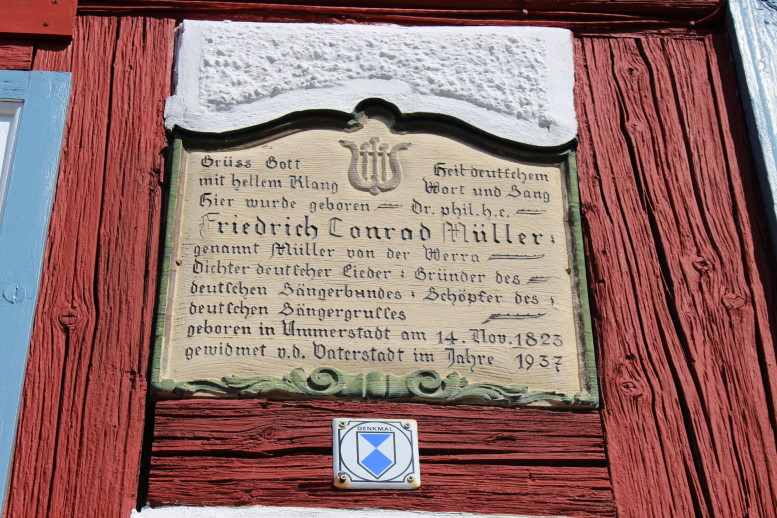 Grüss Gott Heil deutschem
mit hellem Klang Wort und Sang
Hier wurde geboren Dr. phil. h. c.
Friedrich Conrad Müller:
genannt Müller von der Werra
Dichter deutscher Lieder: Gründer des
deutschen Sängerbundes: Schöpfer des:
deutschen Sängergrusses
geboren in Ummerstadt am 14. Nov. 1823
gewidmet v. d. Vaterstadt im Jahre 1937
DENKMAL